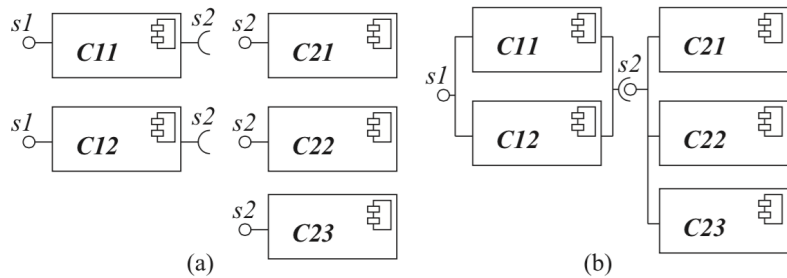 s1 C11 s2 s2 C21
s1 C12 s2 s2 C22
s2 C23
(a)
C11 C21
s1 s2
C12 C22
C23
(b)